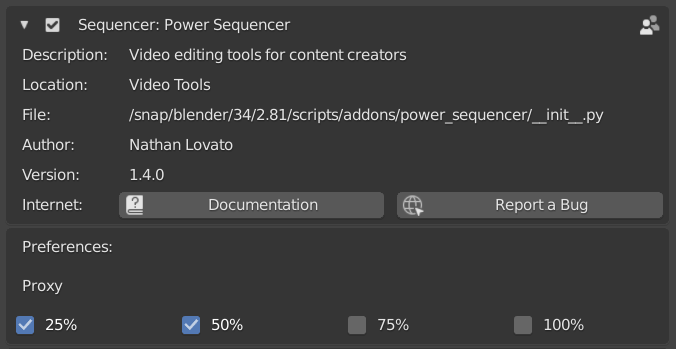 Sequencer: Power Sequencer
Description: Video editing tools for content creators
Location: Video Tools
File: /snap/blender/34/2.81/scripts/addons/power_sequencer/__init__.py
Author: Nathan Lovato
Version: 1.4.0
Internet: Documentation Report a Bug
Preferences:
Proxy
25% 50% 75% 100%